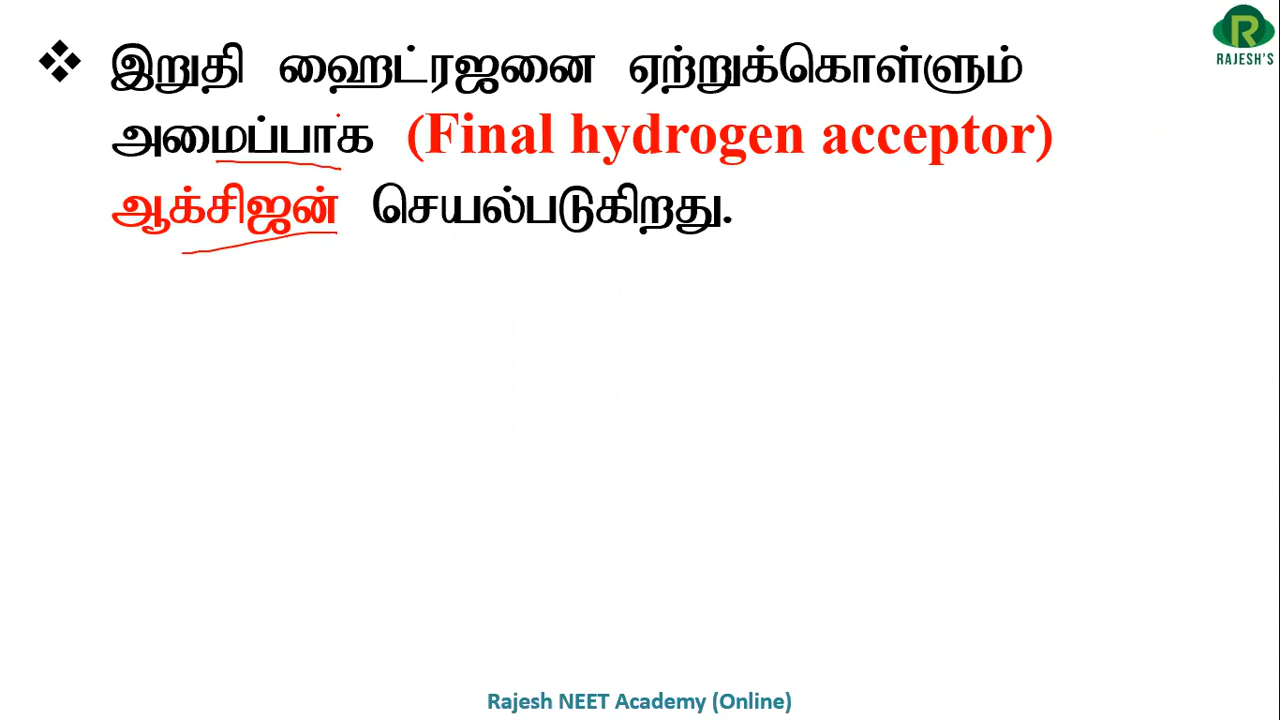 ❖ இறுதி ஹைட்ரஜனை ஏற்றுக்கொள்ளும்
அமைப்பாக (Final hydrogen acceptor)
ஆக்சிஜன் செயல்படுகிறது.
R
RAJESH'S
Rajesh NEET Academy (Online)